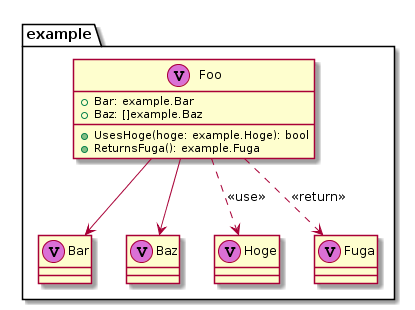 example
V Foo
Bar: example.Bar
Baz: []example.Baz
UsesHoge(hoge: example.Hoge): bool
ReturnsFuga(): example.Fuga
«use» «return»
V Bar V Baz V Hoge V Fuga